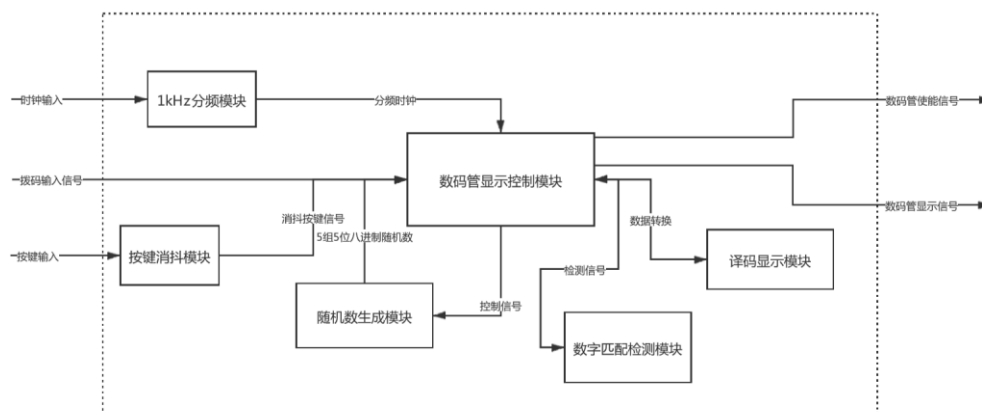 时钟输入
1kHz分频模块
分频时钟
数码管使能信号
拨码输入信号
数码管显示控制模块
数码管显示信号
消抖按键信号
数据转换
5组5位八进制随机数
按键输入
按键消抖模块
检测信号
译码显示模块
控制信号
随机数生成模块
数字匹配检测模块